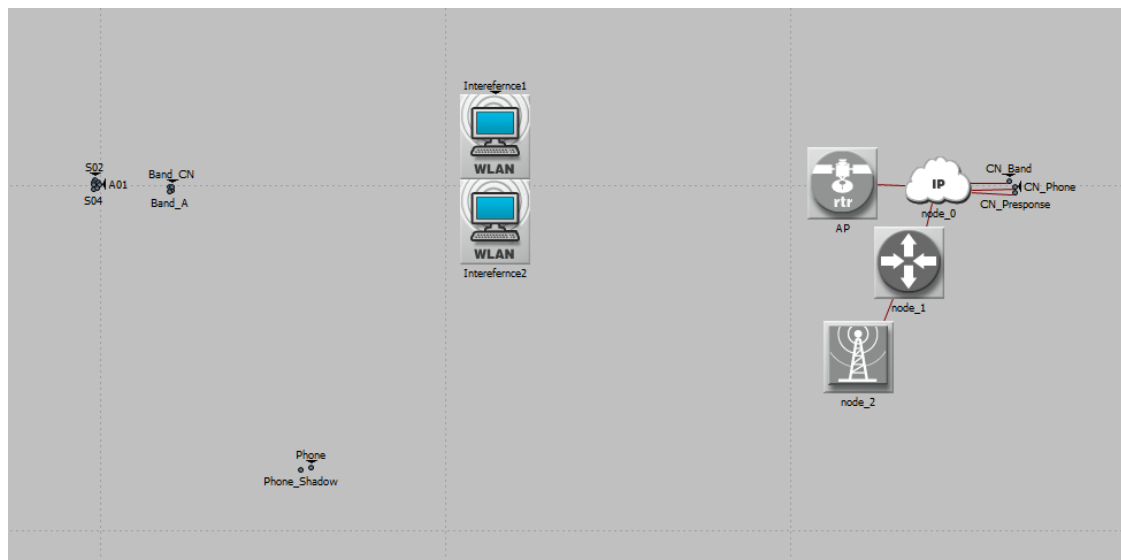 Interefernce1
WLAN
S02
A01
S04
Band_CN
Band_A
WLAN
Interefernce2
rtr
AP
IP
node_0
CN_Band
CN_Phone
CN_Presponse
node_1
node_2
Phone
Phone_Shadow